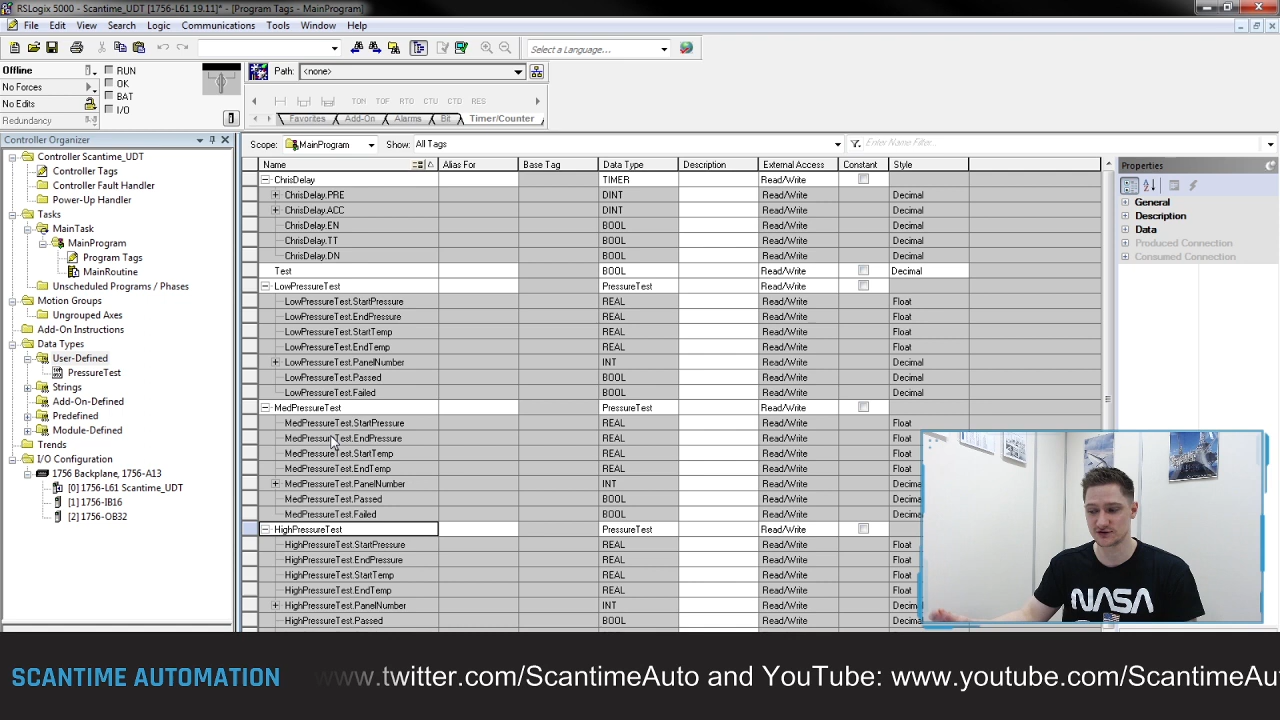 RSLogix 5000 - Scantime_UDT [1756-L61 19.11]* - [Program Tags - MainProgram]
File Edit View Search Logic Communications Tools Window Help
Select a Language...
Offline RUN
No Forces OK
No Edits BAT
Redundancy I/O
Path: <none>
TON TOF RTO CTU CTD RES
Favorites Add-On Alarms Bit Timer/Counter
Controller Organizer
Controller Scantime_UDT
Controller Tags
Controller Fault Handler
Power-Up Handler
Tasks
MainTask
MainProgram
Program Tags
MainRoutine
Unscheduled Programs / Phases
Motion Groups
Ungrouped Axes
Add-On Instructions
Data Types
User-Defined
PressureTest
Strings
Add-On-Defined
Predefined
Module-Defined
Trends
I/O Configuration
1756 Backplane, 1756-A13
[0] 1756-L61 Scantime_UDT
[1] 1756-IB16
[2] 1756-OB32
Scope: MainProgram Show: All Tags Enter Name Filter...
Name Alias For Base Tag Data Type Description External Access Constant Style
ChrisDelay TIMER Read/Write
ChrisDelay.PRE DINT Read/Write Decimal
ChrisDelay.ACC DINT Read/Write Decimal
ChrisDelay.EN BOOL Read/Write Decimal
ChrisDelay.TT BOOL Read/Write Decimal
ChrisDelay.DN BOOL Read/Write Decimal
Test BOOL Read/Write Decimal
LowPressureTest PressureTest Read/Write
LowPressureTest.StartPressure REAL Read/Write Float
LowPressureTest.EndPressure REAL Read/Write Float
LowPressureTest.StartTemp REAL Read/Write Float
LowPressureTest.EndTemp REAL Read/Write Float
LowPressureTest.PanelNumber INT Read/Write Decimal
LowPressureTest.Passed BOOL Read/Write Decimal
LowPressureTest.Failed BOOL Read/Write Decimal
MedPressureTest PressureTest Read/Write
MedPressureTest.StartPressure REAL Read/Write Float
MedPressureTest.EndPressure REAL Read/Write Float
MedPressureTest.StartTemp REAL Read/Write Float
MedPressureTest.EndTemp REAL Read/Write Float
MedPressureTest.PanelNumber INT Read/Write Decim
MedPressureTest.Passed BOOL Read/Write Decim
MedPressureTest.Failed BOOL Read/Write Decim
HighPressureTest PressureTest Read/Write
HighPressureTest.StartPressure REAL Read/Write Float
HighPressureTest.EndPressure REAL Read/Write Float
HighPressureTest.StartTemp REAL Read/Write Float
HighPressureTest.EndTemp REAL Read/Write Float
HighPressureTest.PanelNumber INT Read/Write Decim
HighPressureTest.Passed BOOL Read/Write Decim
Properties
General
Description
Data
Produced Connection
Consumed Connection
NASA
SCANTIME AUTOMATION
www.twitter.com/ScantimeAuto and YouTube: www.youtube.com/ScantimeAu